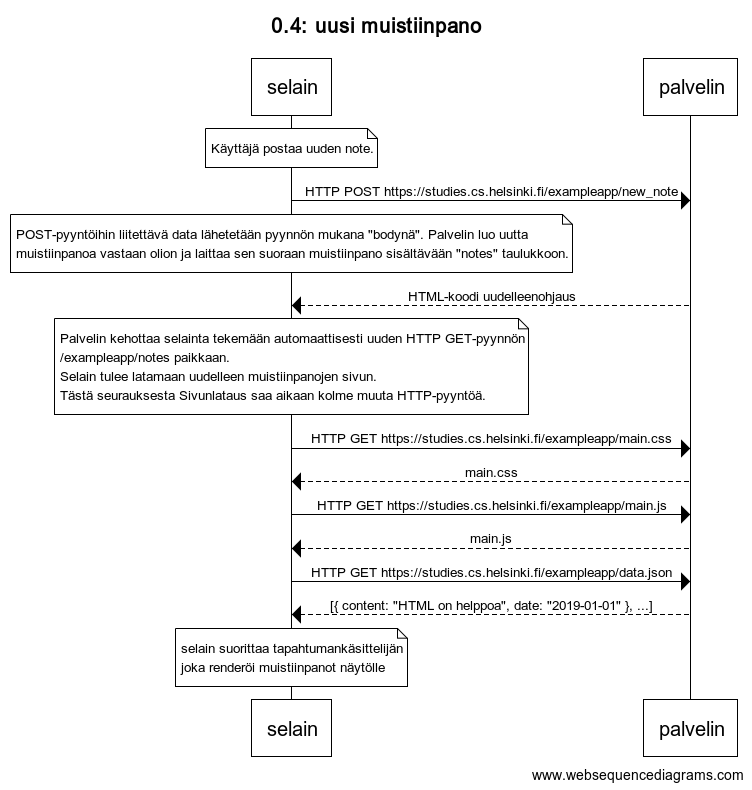 0.4: uusi muistiinpano
selain
palvelin
Käyttäjä postaa uuden note.
HTTP POST https://studies.cs.helsinki.fi/exampleapp/new_note
POST-pyyntöihin liitettävä data lähetetään pyynnön mukana "bodynä". Palvelin luo uutta
muistiinpanoa vastaan olion ja laittaa sen suoraan muistiinpano sisältävään "notes" taulukkoon.
HTML-koodi uudelleenohjaus
Palvelin kehottaa selainta tekemään automaattisesti uuden HTTP GET-pyynnön
/exampleapp/notes paikkaan.
Selain tulee latamaan uudelleen muistiinpanojen sivun.
Tästä seurauksesta Sivunlataus saa aikaan kolme muuta HTTP-pyyntöä.
HTTP GET https://studies.cs.helsinki.fi/exampleapp/main.css
main.css
HTTP GET https://studies.cs.helsinki.fi/exampleapp/main.js
main.js
HTTP GET https://studies.cs.helsinki.fi/exampleapp/data.json
[{ content: "HTML on helppoa", date: "2019-01-01" }, ...]
selain suorittaa tapahtumankäsittelijän
joka renderöi muistiinpanot näytölle
selain
palvelin
www.websequencediagrams.com